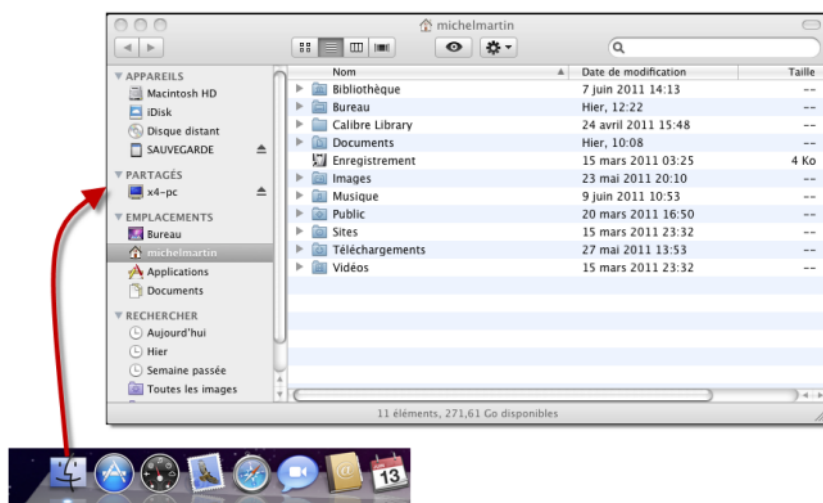 michelmartin
APPAREILS
Macintosh HD
iDisk
Disque distant
SAUVEGARDE
PARTAGÉS
x4-pc
EMPLACEMENTS
Bureau
michelmartin
Applications
Documents
RECHERCHER
Aujourd'hui
Hier
Semaine passée
Toutes les images
Nom Date de modification Taille
Bibliothèque 7 juin 2011 14:13 --
Bureau Hier, 12:22 --
Calibre Library 24 avril 2011 15:48 --
Documents Hier, 10:08 --
Enregistrement 15 mars 2011 03:25 4 Ko
Images 23 mai 2011 20:10 --
Musique 9 juin 2011 10:53 --
Public 20 mars 2011 16:50 --
Sites 15 mars 2011 23:32 --
Téléchargements 27 mai 2011 13:53 --
Vidéos 15 mars 2011 23:32 --
11 éléments, 271,61 Go disponibles
@
13